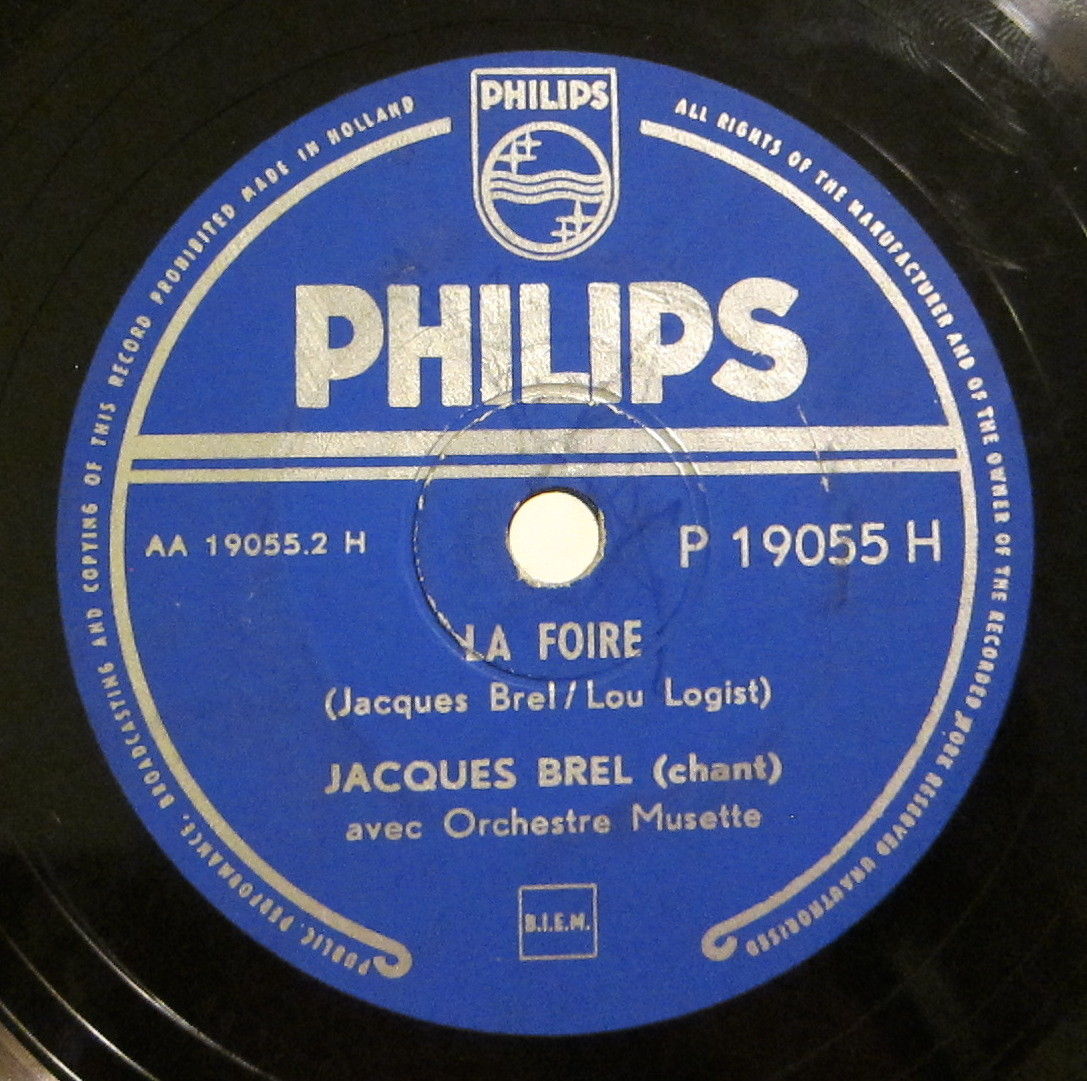 PHILIPS
ALL RIGHTS OF THE MANUFACTURER AND OF THE OWNER OF THE RECORDED WORK RESERVED UNAUTHORISED
PUBLIC PERFORMANCE, BROADCASTING AND COPYING OF THIS RECORD PROHIBITED MADE IN HOLLAND
PHILIPS
AA 19055.2 H
P 19055 H
LA FOIRE
(Jacques Brel/Lou Logist)
JACQUES BREL (chant)
avec Orchestre Musette
B.I.E.M.